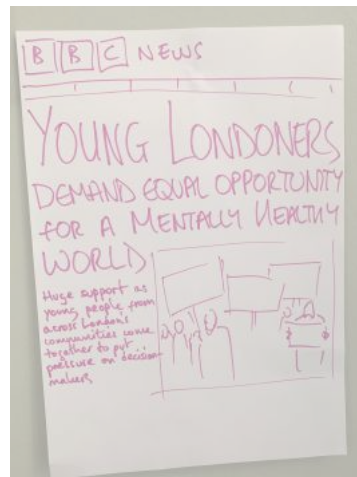 BBC NEWS
YOUNG LONDONERS
DEMAND EQUAL OPPORTUNITY
FOR A MENTALLY HEALTHY
WORLD
Huge support as
young people from
across London's
communities come
together to put
pressure on decision-
makers